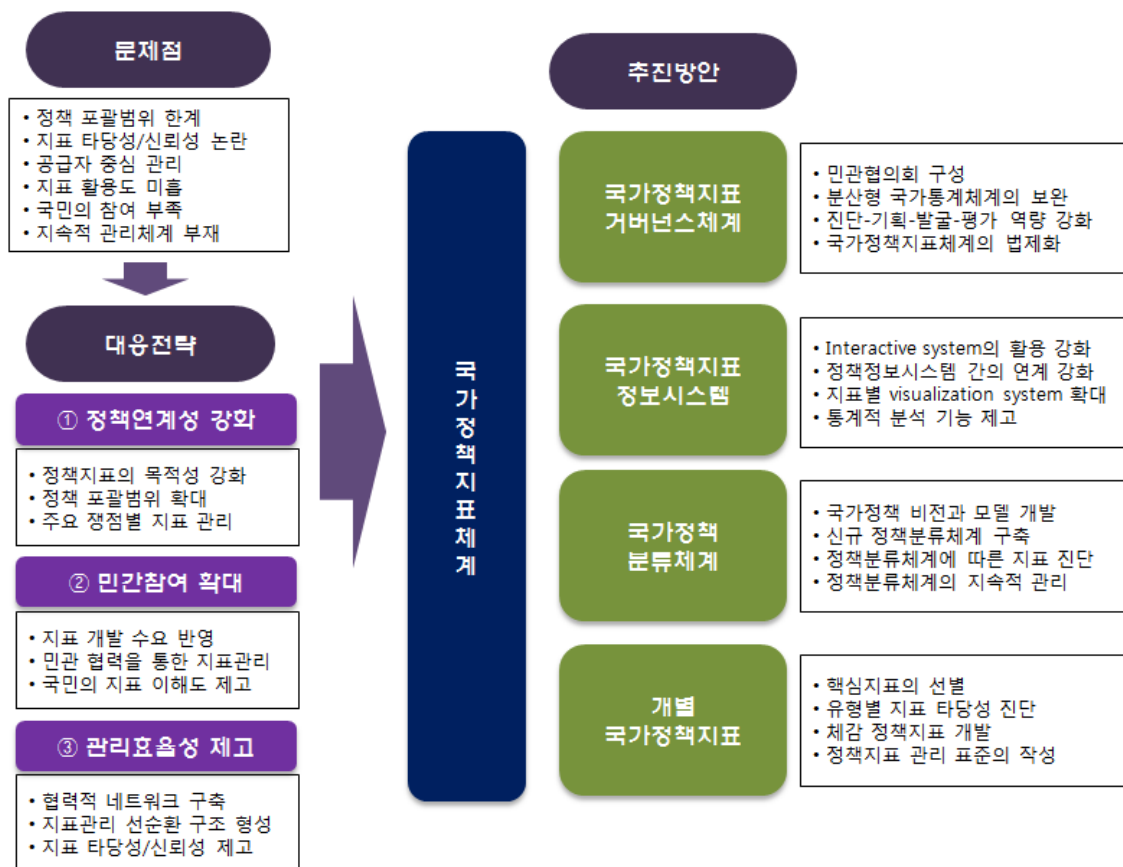 문제점
• 정책 포괄범위 한계
• 지표 타당성/신뢰성 논란
• 공급자 중심 관리
• 지표 활용도 미흡
• 국민의 참여 부족
• 지속적 관리체계 부재
대응전략
① 정책연계성 강화
• 정책지표의 목적성 강화
• 정책 포괄범위 확대
• 주요 쟁점별 지표 관리
② 민간참여 확대
• 지표 개발 수요 반영
• 민관 협력을 통한 지표관리
• 국민의 지표 이해도 제고
③ 관리효율성 제고
• 협력적 네트워크 구축
• 지표관리 선순환 구조 형성
• 지표 타당성/신뢰성 제고
국가정책지표체계
추진방안
국가정책지표
거버넌스체계
• 민관협의회 구성
• 분산형 국가통계체계의 보완
• 진단-기획-발굴-평가 역량 강화
• 국가정책지표체계의 법제화
국가정책지표
정보시스템
• Interactive system의 활용 강화
• 정책정보시스템 간의 연계 강화
• 지표별 visualization system 확대
• 통계적 분석 기능 제고
국가정책
분류체계
• 국가정책 비전과 모델 개발
• 신규 정책분류체계 구축
• 정책분류체계에 따른 지표 진단
• 정책분류체계의 지속적 관리
개별
국가정책지표
• 핵심지표의 선별
• 유형별 지표 타당성 진단
• 체감 정책지표 개발
• 정책지표 관리 표준의 작성